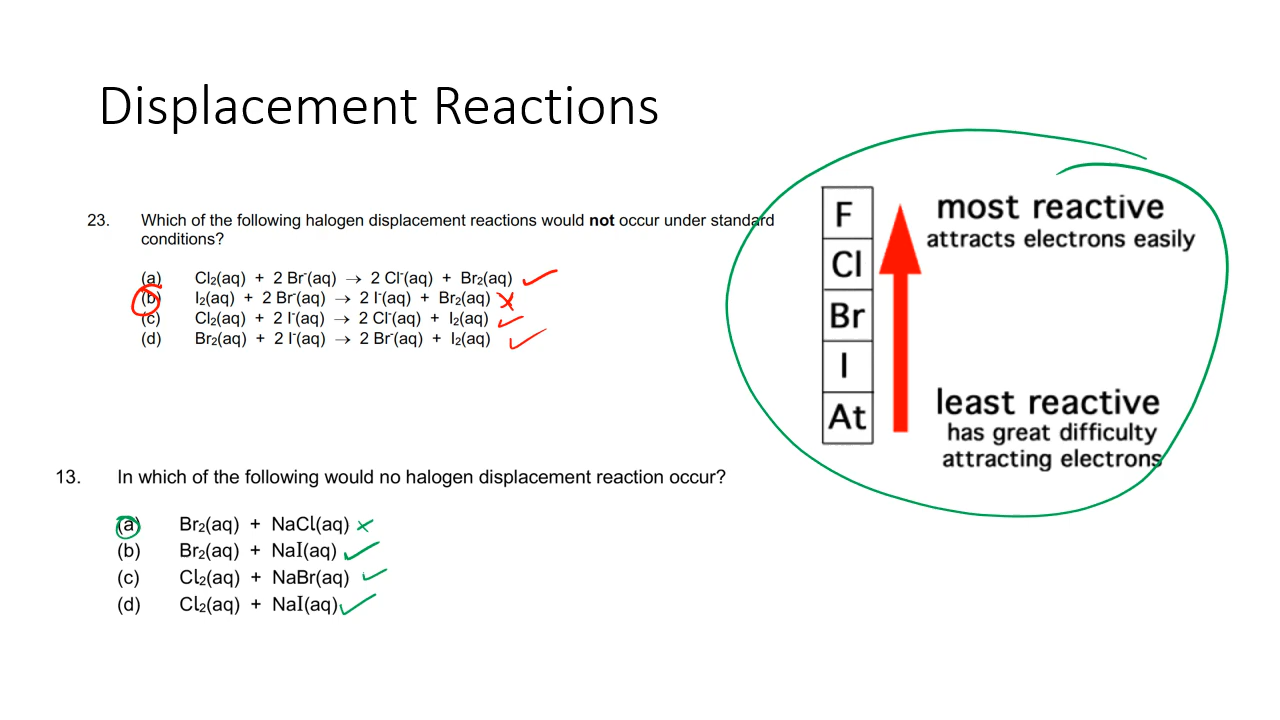 Displacement Reactions
23. Which of the following halogen displacement reactions would not occur under standard
conditions?
(a) Cl₂(aq) + 2 Br⁻(aq) → 2 Cl⁻(aq) + Br₂(aq)
(b) I₂(aq) + 2 Br⁻(aq) → 2 I⁻(aq) + Br₂(aq)
(c) Cl₂(aq) + 2 I⁻(aq) → 2 Cl⁻(aq) + I₂(aq)
(d) Br₂(aq) + 2 I⁻(aq) → 2 Br⁻(aq) + I₂(aq)
13. In which of the following would no halogen displacement reaction occur?
(a) Br₂(aq) + NaCl(aq)
(b) Br₂(aq) + NaI(aq)
(c) Cl₂(aq) + NaBr(aq)
(d) Cl₂(aq) + NaI(aq)
F
Cl
Br
I
At
most reactive
attracts electrons easily
least reactive
has great difficulty
attracting electrons